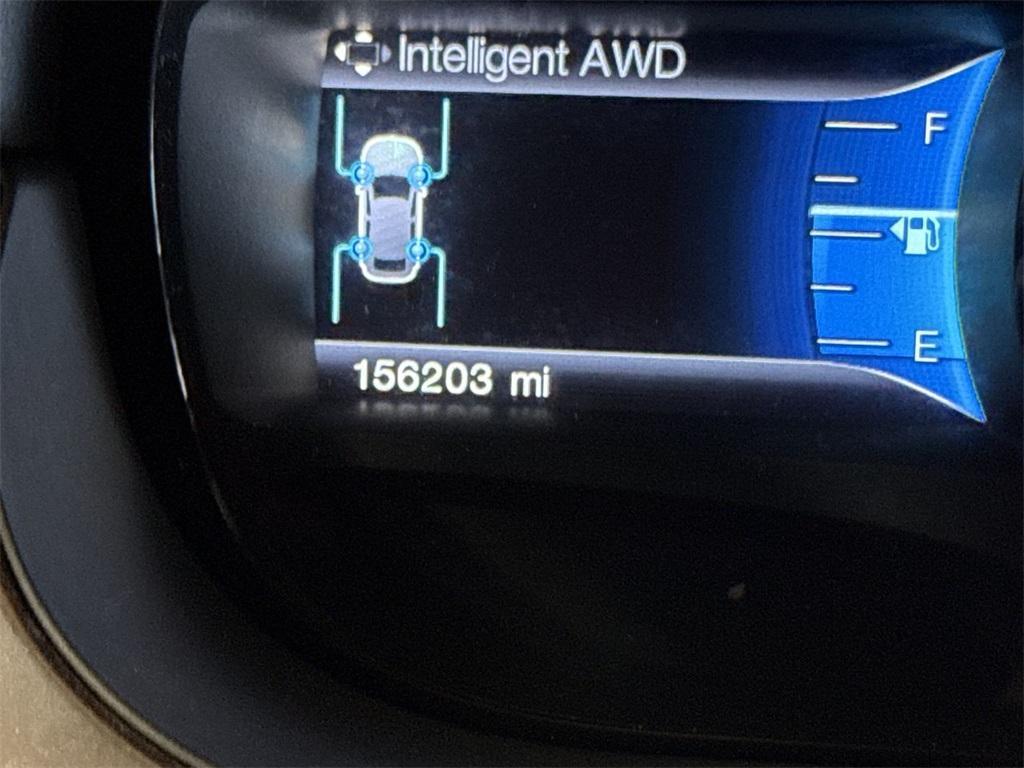 Intelligent AWD
F
E
156203 mi